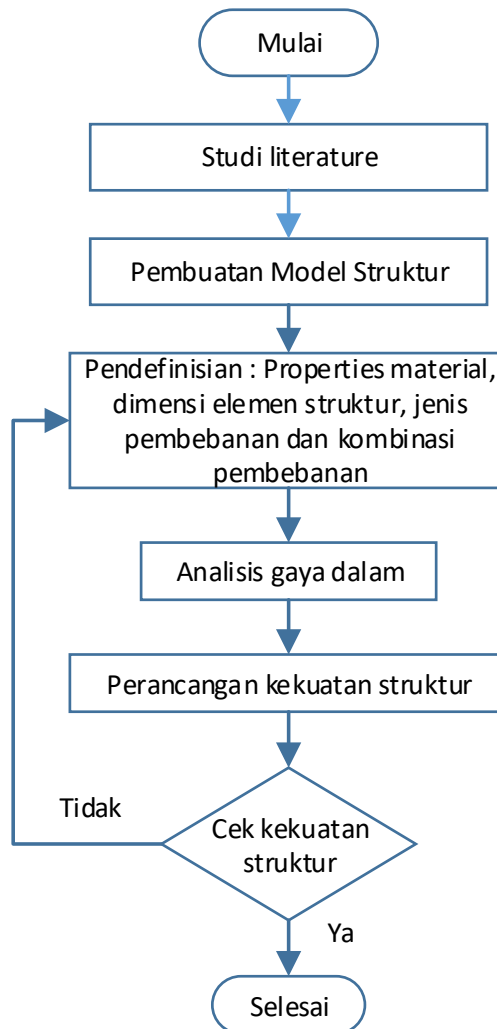 Mulai
Studi literature
Pembuatan Model Struktur
Pendefinisian : Properties material,
dimensi elemen struktur, jenis
pembebanan dan kombinasi
pembebanan
Analisis gaya dalam
Perancangan kekuatan struktur
Tidak
Cek kekuatan
struktur
Ya
Selesai